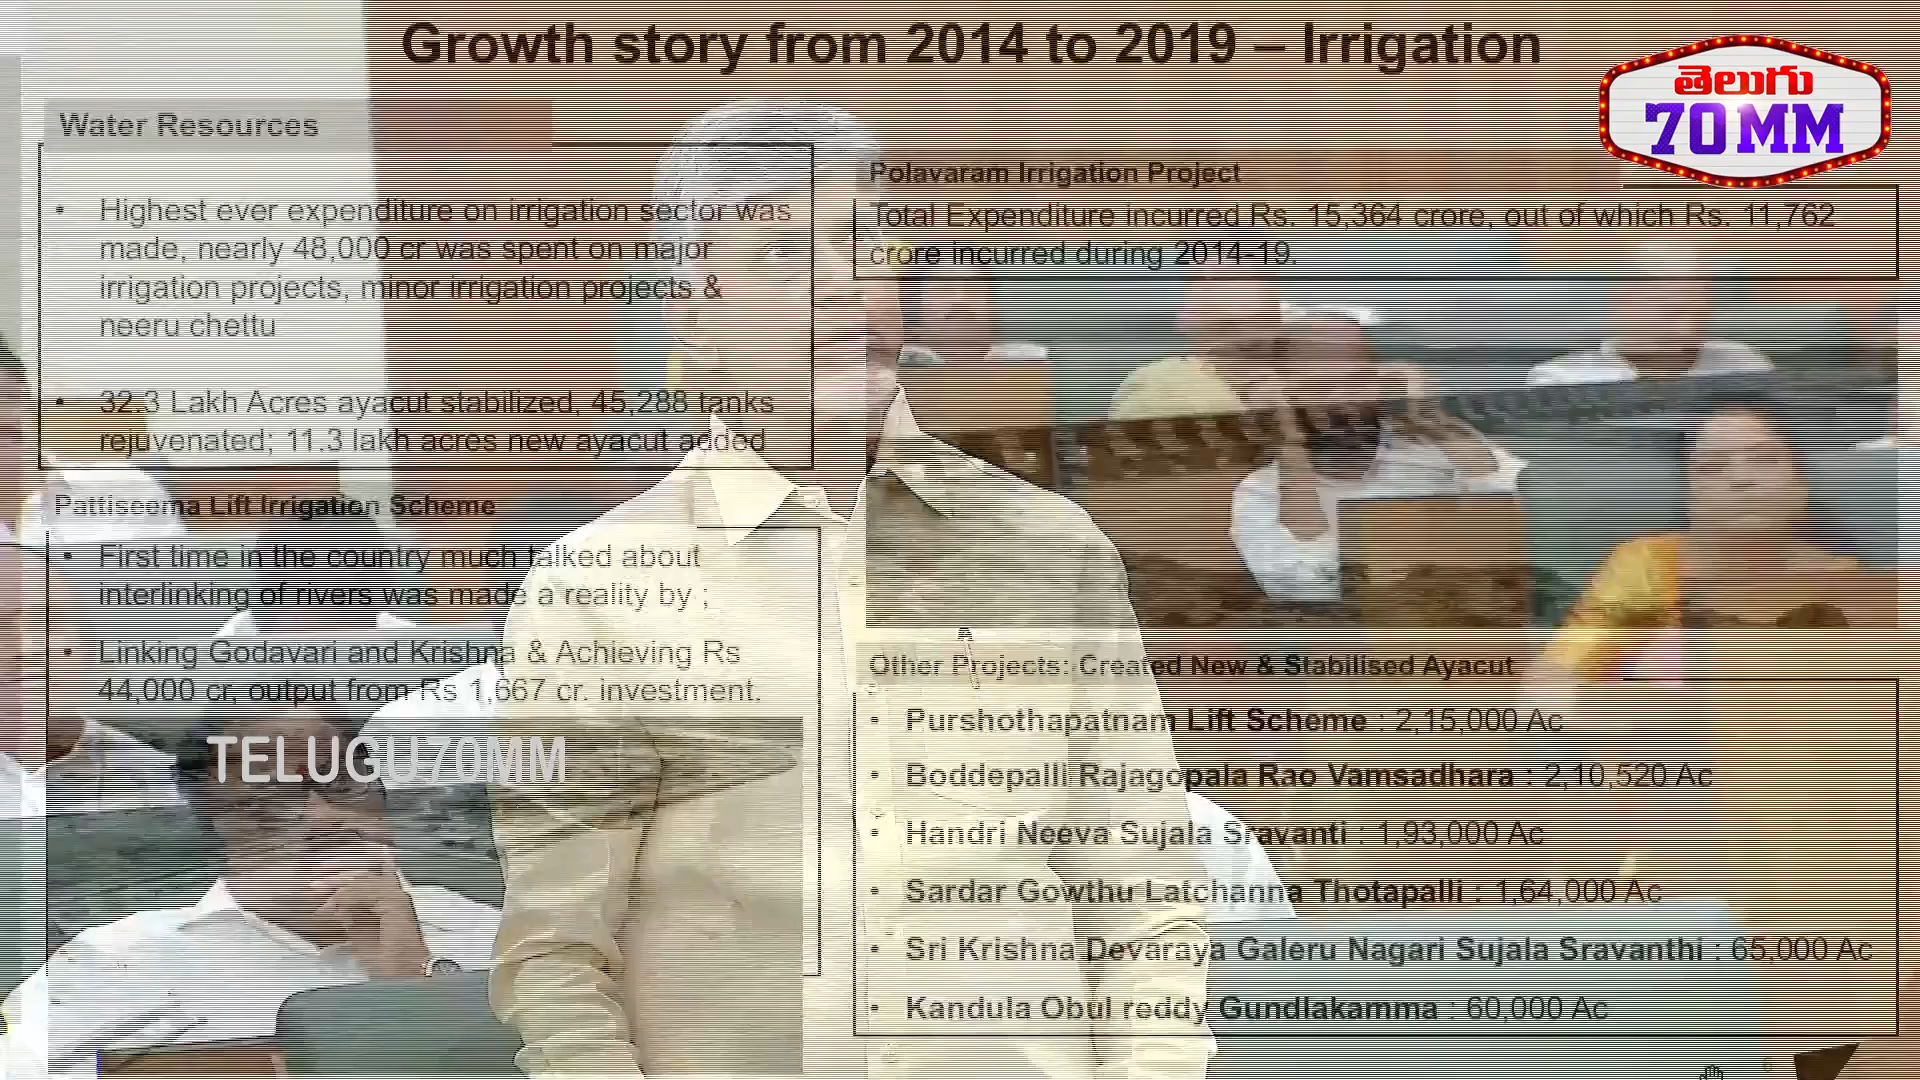 Growth story from 2014 to 2019 – Irrigation
తెలుగు
70MM
Water Resources
• Highest ever expenditure on irrigation sector was
made, nearly 48,000 cr was spent on major
irrigation projects, minor irrigation projects &
neeru chettu
• 32.3 Lakh Acres ayacut stabilized, 45,288 tanks
rejuvenated; 11.3 lakh acres new ayacut added
Pattiseema Lift Irrigation Scheme
• First time in the country much talked about
interlinking of rivers was made a reality by ;
• Linking Godavari and Krishna & Achieving Rs
44,000 cr, output from Rs 1,667 cr. investment.
TELUGU70MM
Polavaram Irrigation Project
Total Expenditure incurred Rs. 15,364 crore, out of which Rs. 11,762
crore incurred during 2014-19.
Other Projects: Created New & Stabilised Ayacut
• Purshothapatnam Lift Scheme : 2,15,000 Ac
• Boddepalli Rajagopala Rao Vamsadhara : 2,10,520 Ac
• Handri Neeva Sujala Sravanti : 1,93,000 Ac
• Sardar Gowthu Latchanna Thotapalli : 1,64,000 Ac
• Sri Krishna Devaraya Galeru Nagari Sujala Sravanthi : 65,000 Ac
• Kandula Obul reddy Gundlakamma : 60,000 Ac